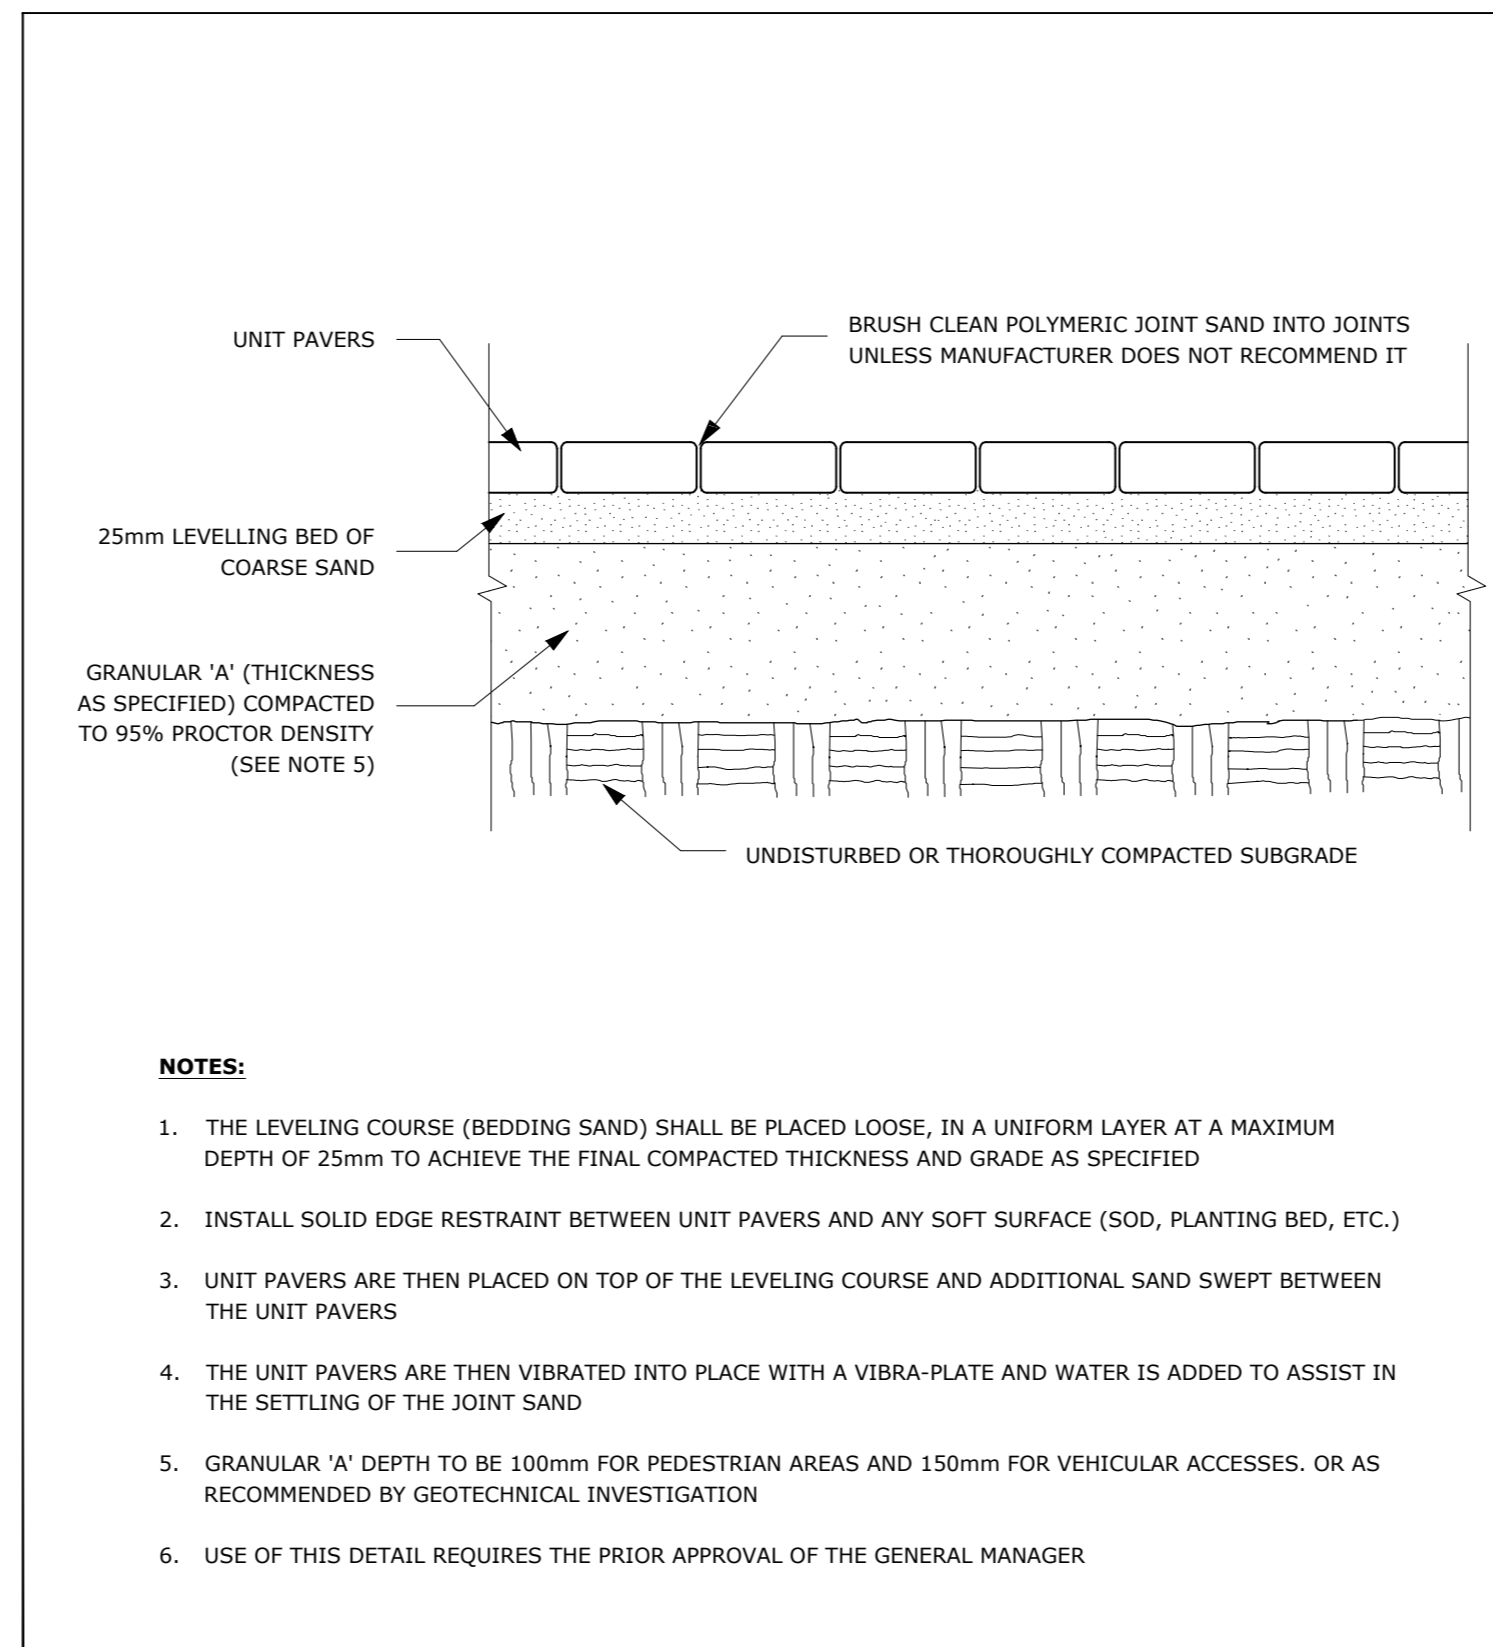 UNIT PAVERS
BRUSH CLEAN POLYMERIC JOINT SAND INTO JOINTS
UNLESS MANUFACTURER DOES NOT RECOMMEND IT
25mm LEVELLING BED OF
COARSE SAND
GRANULAR 'A' (THICKNESS
AS SPECIFIED) COMPACTED
TO 95% PROCTOR DENSITY
(SEE NOTE 5)
UNDISTURBED OR THOROUGHLY COMPACTED SUBGRADE
NOTES:
1. THE LEVELING COURSE (BEDDING SAND) SHALL BE PLACED LOOSE, IN A UNIFORM LAYER AT A MAXIMUM
DEPTH OF 25mm TO ACHIEVE THE FINAL COMPACTED THICKNESS AND GRADE AS SPECIFIED
2. INSTALL SOLID EDGE RESTRAINT BETWEEN UNIT PAVERS AND ANY SOFT SURFACE (SOD, PLANTING BED, ETC.)
3. UNIT PAVERS ARE THEN PLACED ON TOP OF THE LEVELING COURSE AND ADDITIONAL SAND SWEPT BETWEEN
THE UNIT PAVERS
4. THE UNIT PAVERS ARE THEN VIBRATED INTO PLACE WITH A VIBRA-PLATE AND WATER IS ADDED TO ASSIST IN
THE SETTLING OF THE JOINT SAND
5. GRANULAR 'A' DEPTH TO BE 100mm FOR PEDESTRIAN AREAS AND 150mm FOR VEHICULAR ACCESSES. OR AS
RECOMMENDED BY GEOTECHNICAL INVESTIGATION
6. USE OF THIS DETAIL REQUIRES THE PRIOR APPROVAL OF THE GENERAL MANAGER